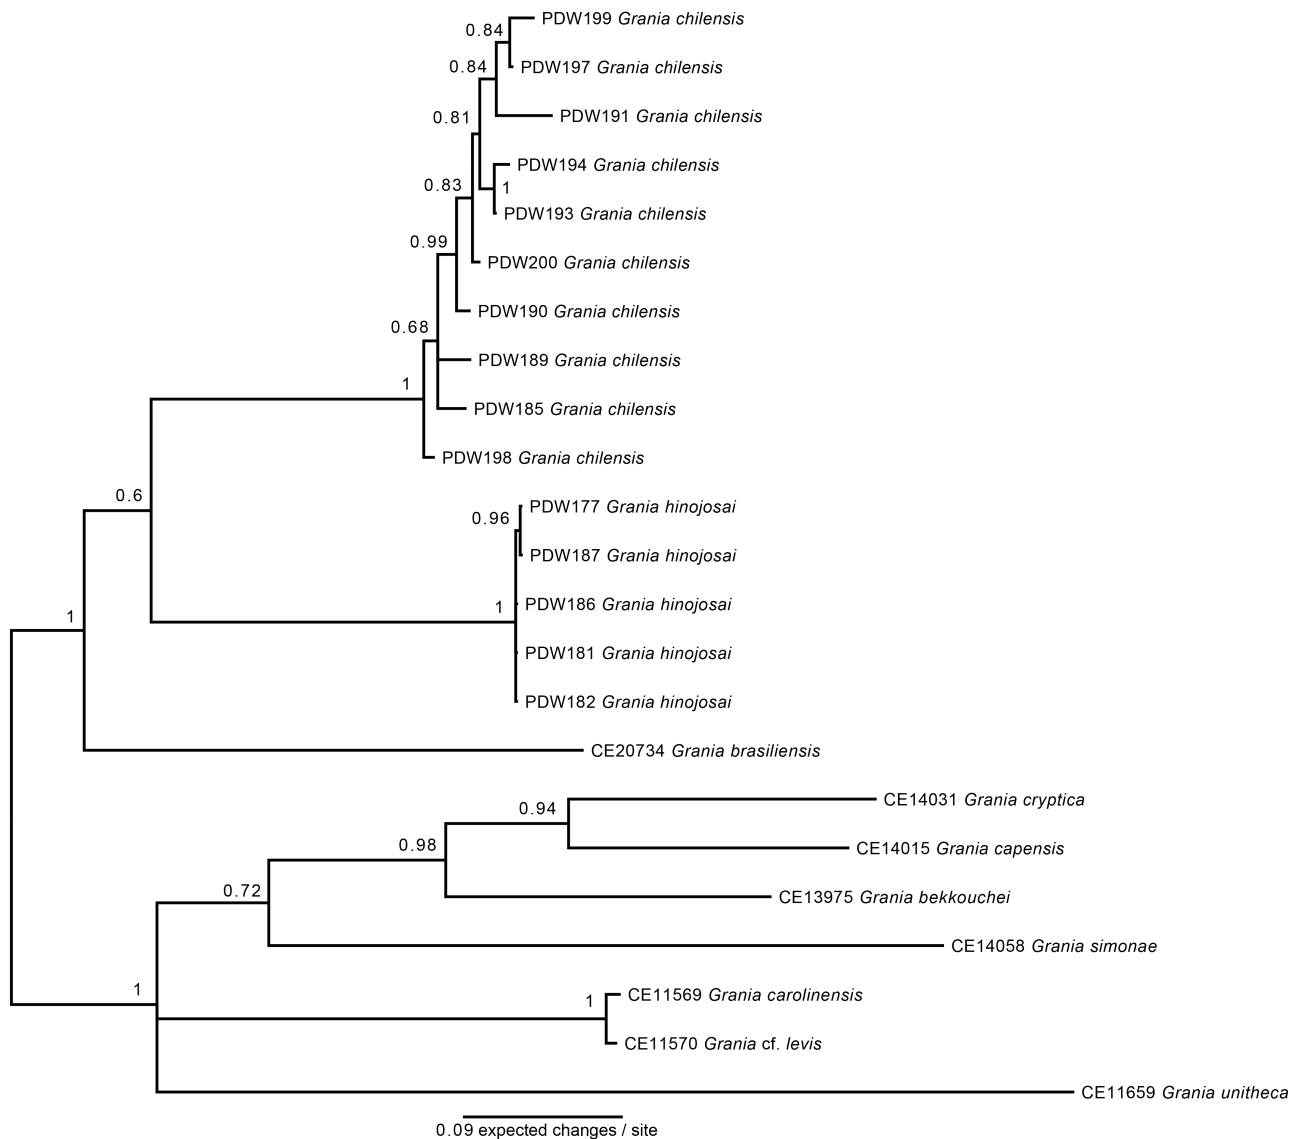 0.84
PDW199 Grania chilensis
0.84
PDW197 Grania chilensis
0.81
PDW191 Grania chilensis
PDW194 Grania chilensis
0.83
1
PDW193 Grania chilensis
0.99
PDW200 Grania chilensis
PDW190 Grania chilensis
0.68
PDW189 Grania chilensis
1
PDW185 Grania chilensis
PDW198 Grania chilensis
0.6
PDW177 Grania hinojosai
0.96
PDW187 Grania hinojosai
1
PDW186 Grania hinojosai
1
PDW181 Grania hinojosai
PDW182 Grania hinojosai
CE20734 Grania brasiliensis
CE14031 Grania cryptica
0.94
0.98
CE14015 Grania capensis
0.72
CE13975 Grania bekkouchei
CE14058 Grania simonae
1
1
CE11569 Grania carolinensis
CE11570 Grania cf. levis
CE11659 Grania unitheca
0.09 expected changes / site